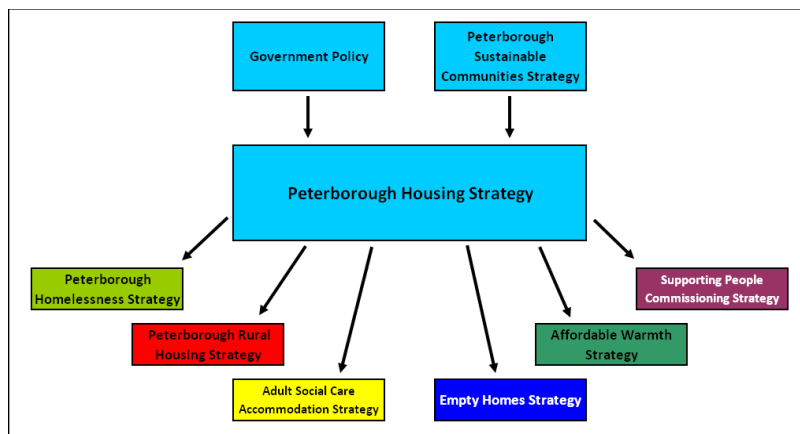 Government Policy
Peterborough
Sustainable
Communities Strategy
Peterborough Housing Strategy
Peterborough
Homelessness Strategy
Supporting People
Commissioning Strategy
Peterborough Rural
Housing Strategy
Affordable Warmth
Strategy
Adult Social Care
Accommodation Strategy
Empty Homes Strategy